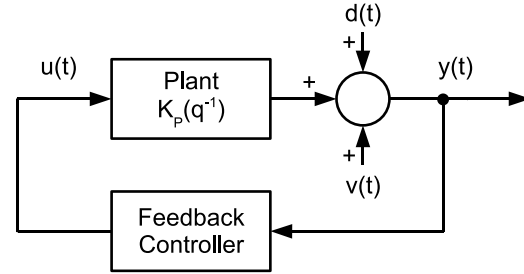 d(t)
+
u(t)
Plant
K_P(q^-1)
+
y(t)
+
v(t)
Feedback
Controller